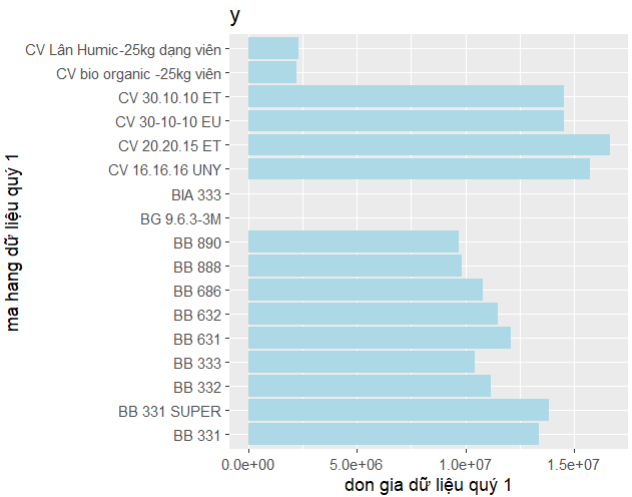 y
CV Lân Humic-25kg dạng viên
CV bio organic -25kg viên
CV 30.10.10 ET
CV 30-10-10 EU
CV 20.20.15 ET
CV 16.16.16 UNY
BIA 333
BG 9.6.3-3M
BB 890
BB 888
BB 686
BB 632
BB 631
BB 333
BB 332
BB 331 SUPER
BB 331
ma hang dữ liệu quý 1
0.0e+00 5.0e+06 1.0e+07 1.5e+07
don gia dữ liệu quý 1